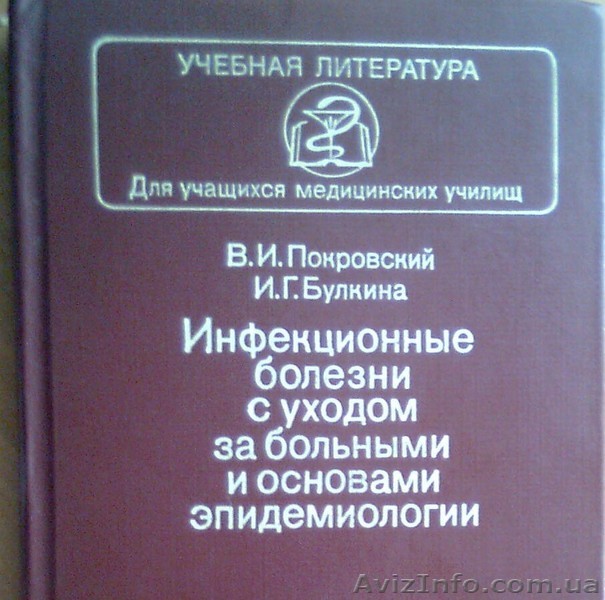 УЧЕБНАЯ ЛИТЕРАТУРА
Для учащихся медицинских училищ
В.И.Покровский
И.Г.Булкина
Инфекционные
болезни
с уходом
за больными
и основами
эпидемиологии
AvizInfo.com.ua